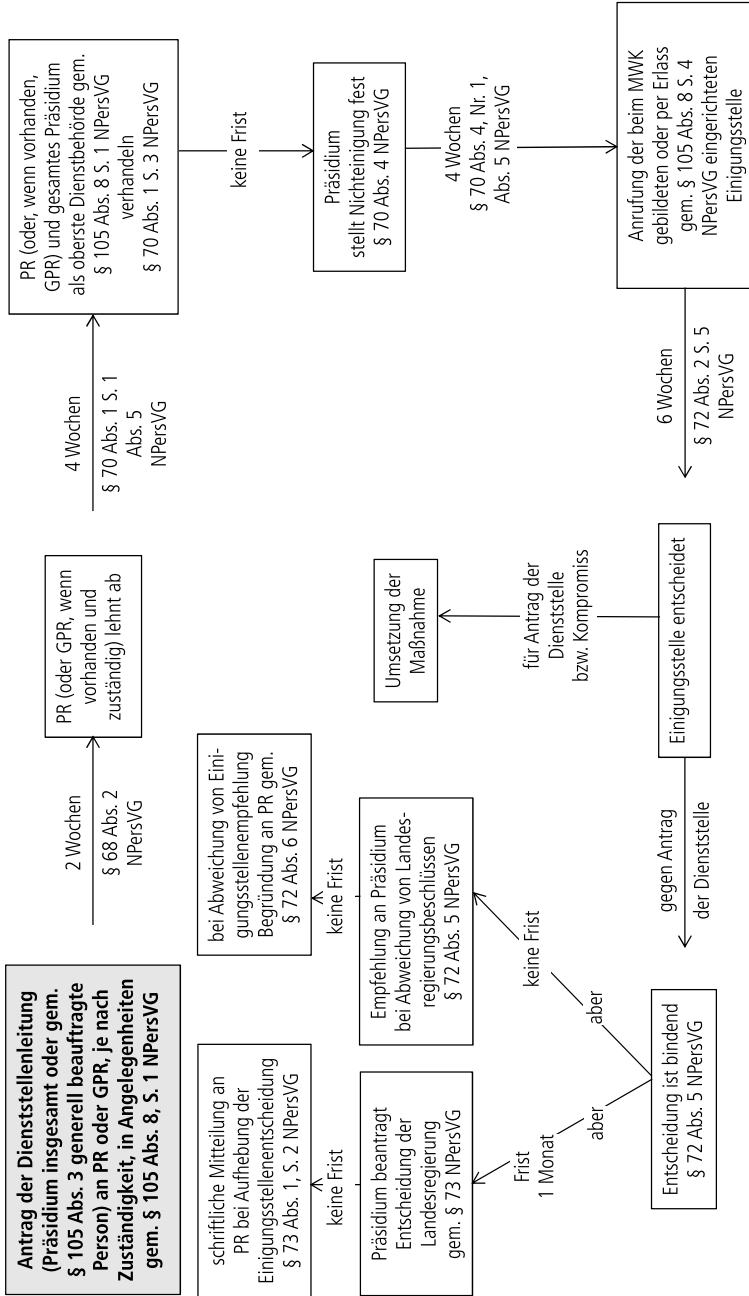 Antrag der Dienststellenleitung
(Präsidium insgesamt oder gem.
§ 105 Abs. 3 generell beauftragte
Person) an PR oder GPR, je nach
Zuständigkeit, in Angelegenheiten
gem. § 105 Abs. 8, S. 1 NPersVG
2 Wochen
§ 68 Abs. 2
NPersVG
PR (oder GPR, wenn
vorhanden und
zuständig) lehnt ab
4 Wochen
§ 70 Abs. 1 S. 1
Abs. 5
NPersVG
PR (oder, wenn vorhanden,
GPR) und gesamtes Präsidium
als oberste Dienstbehörde gem.
§ 105 Abs. 8 S. 1 NPersVG
verhandeln
§ 70 Abs. 1 S. 3 NPersVG
keine Frist
Präsidium
stellt Nichteinigung fest
§ 70 Abs. 4 NPersVG
4 Wochen
§ 70 Abs. 4, Nr. 1,
Abs. 5 NPersVG
Anrufung der beim MWK
gebildeten oder per Erlass
gem. § 105 Abs. 8 S. 4
NPersVG eingerichteten
Einigungsstelle
6 Wochen
§ 72 Abs. 2 S. 5
NPersVG
Einigungsstelle entscheidet
für Antrag der
Dienststelle
bzw. Kompromiss
Umsetzung der
Maßnahme
gegen Antrag
der Dienststelle
Entscheidung ist bindend
§ 72 Abs. 5 NPersVG
aber
Frist
1 Monat
Präsidium beantragt
Entscheidung der
Landesregierung
gem. § 73 NPersVG
keine Frist
schriftliche Mitteilung an
PR bei Aufhebung der
Einigungsstellenentscheidung
§ 73 Abs. 1, S. 2 NPersVG
aber
keine Frist
Empfehlung an Präsidium
bei Abweichung von Landes-
regierungsbeschlüssen
§ 72 Abs. 5 NPersVG
keine Frist
bei Abweichung von Eini-
gungsstellenempfehlung
Begründung an PR gem.
§ 72 Abs. 6 NPersVG